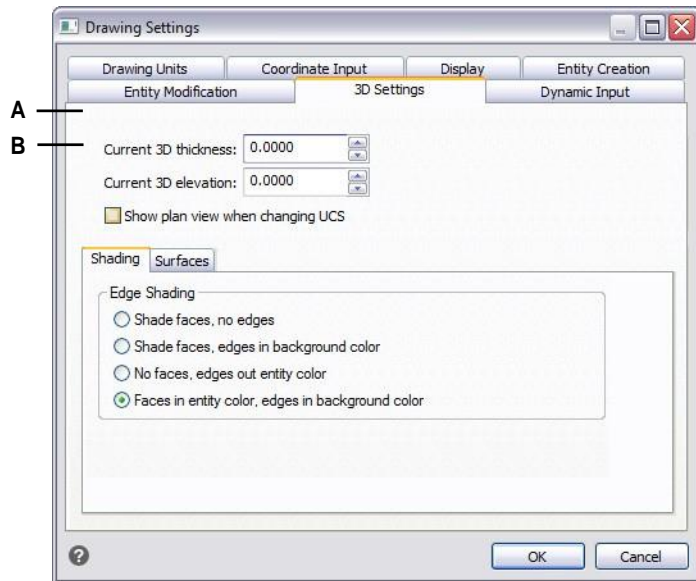 Drawing Settings
Drawing Units Coordinate Input Display Entity Creation
Entity Modification 3D Settings Dynamic Input
A
B
Current 3D thickness: 0.0000
Current 3D elevation: 0.0000
Show plan view when changing UCS
Shading Surfaces
Edge Shading
Shade faces, no edges
Shade faces, edges in background color
No faces, edges out entity color
Faces in entity color, edges in background color
? OK Cancel